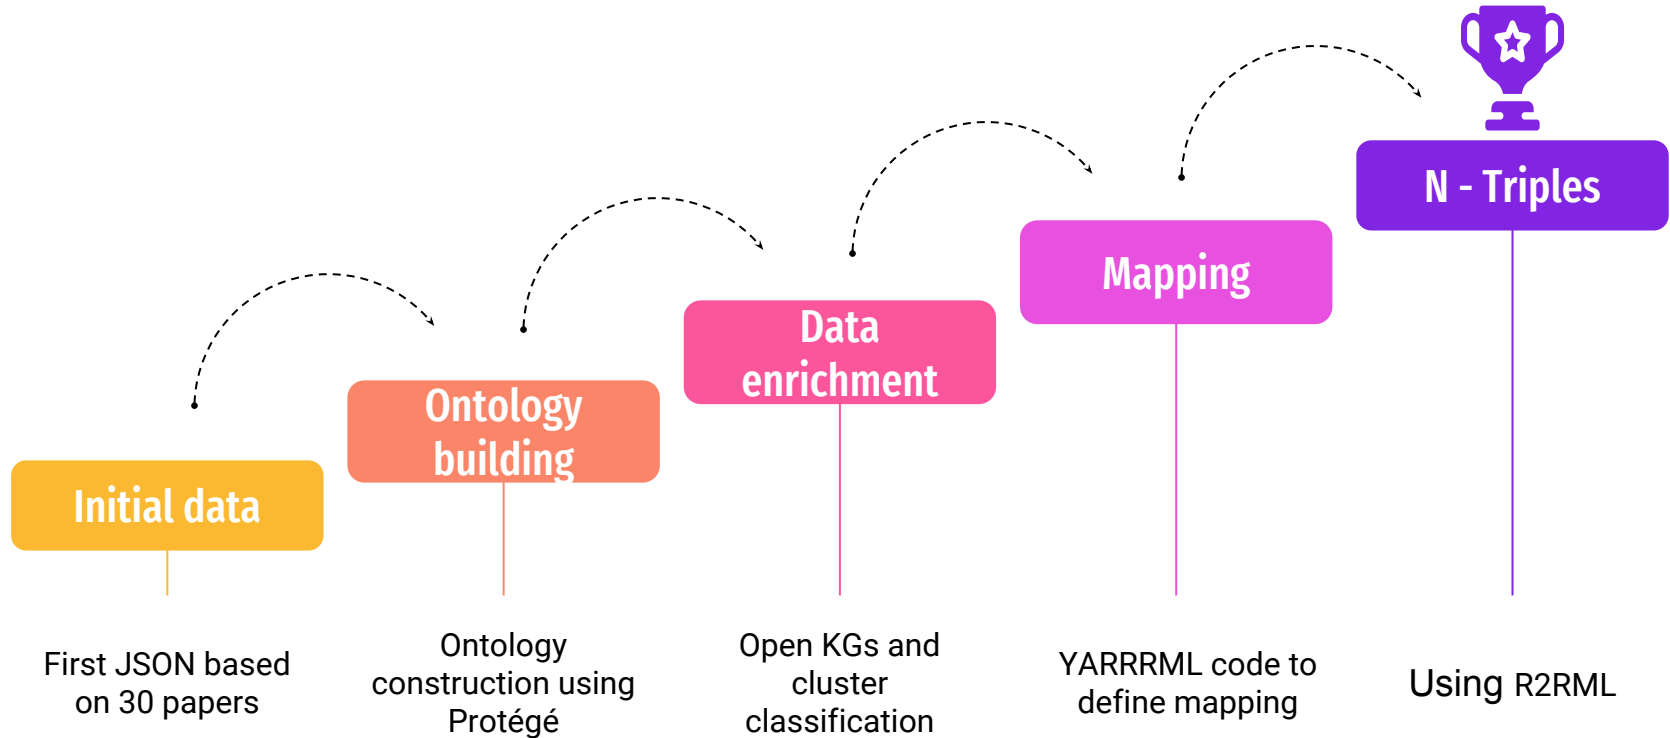 N - Triples
Mapping
Data
enrichment
Ontology
building
Initial data
First JSON based
on 30 papers
Ontology
construction using
Protégé
Open KGs and
cluster
classification
YARRRML code to
define mapping
Using R2RML